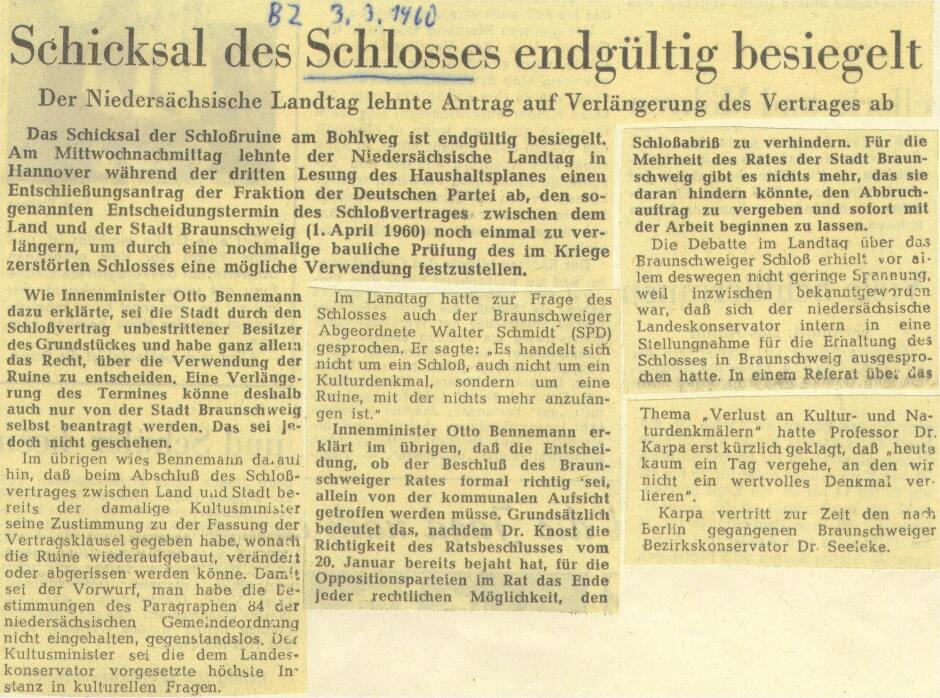 BZ 3.3.1960
Schicksal des Schlosses endgültig besiegelt
Der Niedersächsische Landtag lehnte Antrag auf Verlängerung des Vertrages ab
Das Schicksal der Schloßruine am Bohlweg ist endgültig besiegelt.
Am Mittwochnachmittag lehnte der Niedersächsische Landtag in
Hannover während der dritten Lesung des Haushaltsplanes einen
Entschließungsantrag der Fraktion der Deutschen Partei ab, den so-
genannten Entscheidungstermin des Schloßvertrages zwischen dem
Land und der Stadt Braunschweig (1. April 1960) noch einmal zu ver-
längern, um durch eine nochmalige bauliche Prüfung des im Kriege
zerstörten Schlosses eine mögliche Verwendung festzustellen.
Wie Innenminister Otto Bennemann
dazu erklärte, sei die Stadt durch den
Schloßvertrag unbestrittener Besitzer
des Grundstückes und habe ganz allein
das Recht, über die Verwendung der
Ruine zu entscheiden. Eine Verlänge-
rung des Termines könne deshalb
auch nur von der Stadt Braunschweig
selbst beantragt werden. Das sei je-
doch nicht geschehen.
Im übrigen wies Bennemann darauf
hin, daß beim Abschluß des Schloß-
vertrages zwischen Land und Stadt be-
reits der damalige Kultusminister
seine Zustimmung zu der Fassung der
Vertragsklausel gegeben habe, wonach
die Ruine wiederaufgebaut, verändert
oder abgerissen werden könne. Damit
sei der Vorwurf, man habe die Be-
stimmungen des Paragraphen 84 der
niedersächsischen Gemeindeordnung
nicht eingehalten, gegenstandslos. Der
Kultusminister sei die dem Landes-
konservator vorgesetzte höchste In-
stanz in kulturellen Fragen.
Im Landtag hatte zur Frage des
Schlosses auch der Braunschweiger
Abgeordnete Walter Schmidt (SPD)
gesprochen. Er sagte: „Es handelt sich
nicht um ein Schloß, auch nicht um ein
Kulturdenkmal, sondern um eine
Ruine, mit der nichts mehr anzufan-
gen ist.“
Innenminister Otto Bennemann er-
klärt im übrigen, daß die Entschei-
dung, ob der Beschluß des Braun-
schweiger Rates formal richtig sei,
allein von der kommunalen Aufsicht
getroffen werden müsse. Grundsätzlich
bedeutet das, nachdem Dr. Knost die
Richtigkeit des Ratsbeschlusses vom
20. Januar bereits bejaht hat, für die
Oppositionsparteien im Rat das Ende
jeder rechtlichen Möglichkeit, den
Schloßabriß zu verhindern. Für die
Mehrheit des Rates der Stadt Braun-
schweig gibt es nichts mehr, das sie
daran hindern könnte, den Abbruch-
auftrag zu vergeben und sofort mit
der Arbeit beginnen zu lassen.
Die Debatte im Landtag über das
Braunschweiger Schloß erhielt vor al-
lem deswegen nicht geringe Spannung,
weil inzwischen bekanntgeworden
war, daß sich der niedersächsische
Landeskonservator intern in eine
Stellungnahme für die Erhaltung des
Schlosses in Braunschweig ausgespro-
chen hatte. In einem Referat über das
Thema „Verlust an Kultur- und Na-
turdenkmälern“ hatte Professor Dr.
Karpa erst kürzlich geklagt, daß „heute
kaum ein Tag vergehe, an den wir
nicht ein wertvolles Denkmal ver-
lieren“.
Karpa vertritt zur Zeit den nach
Berlin gegangenen Braunschweiger
Bezirkskonservator Dr. Seeleke.